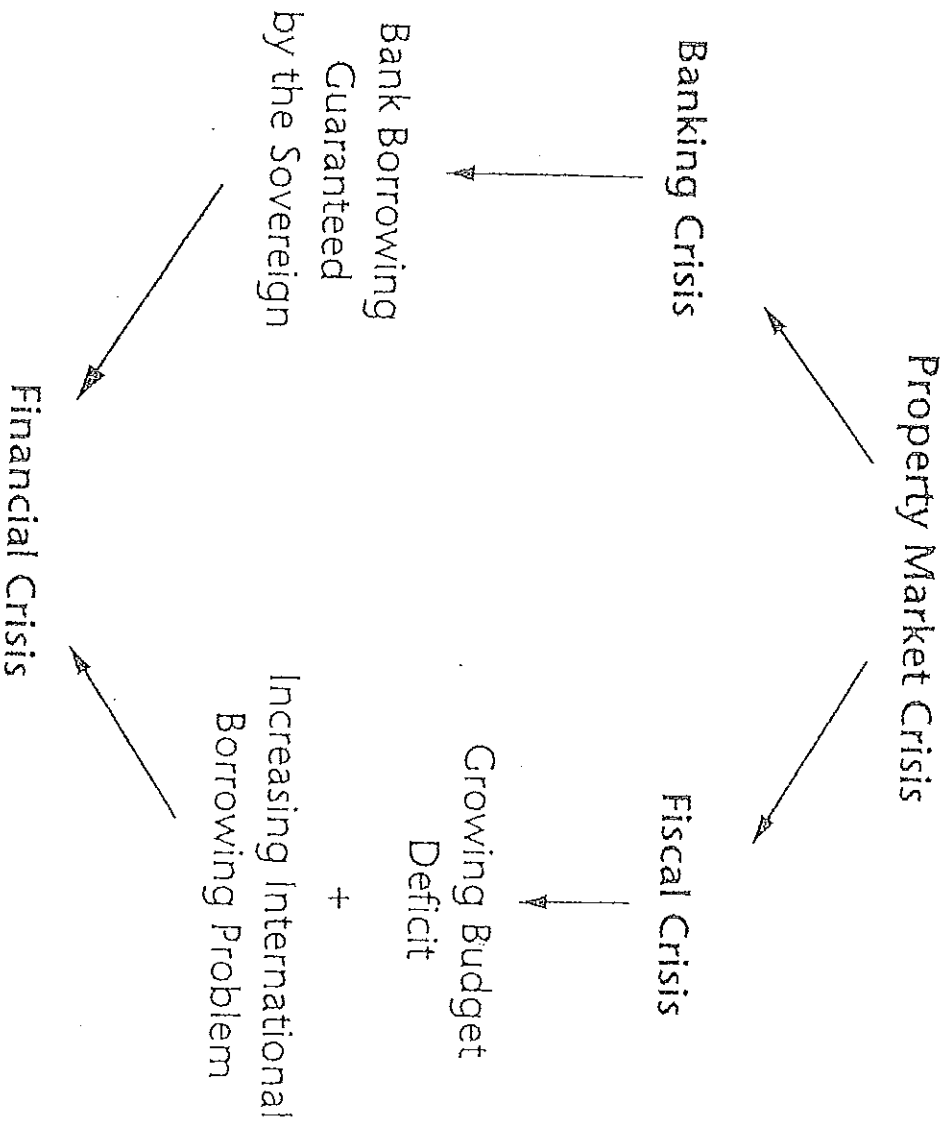 Property Market Crisis
Banking Crisis
Fiscal Crisis
Bank Borrowing
Guaranteed
by the Sovereign
Growing Budget
Deficit
+
Increasing International
Borrowing Problem
Financial Crisis